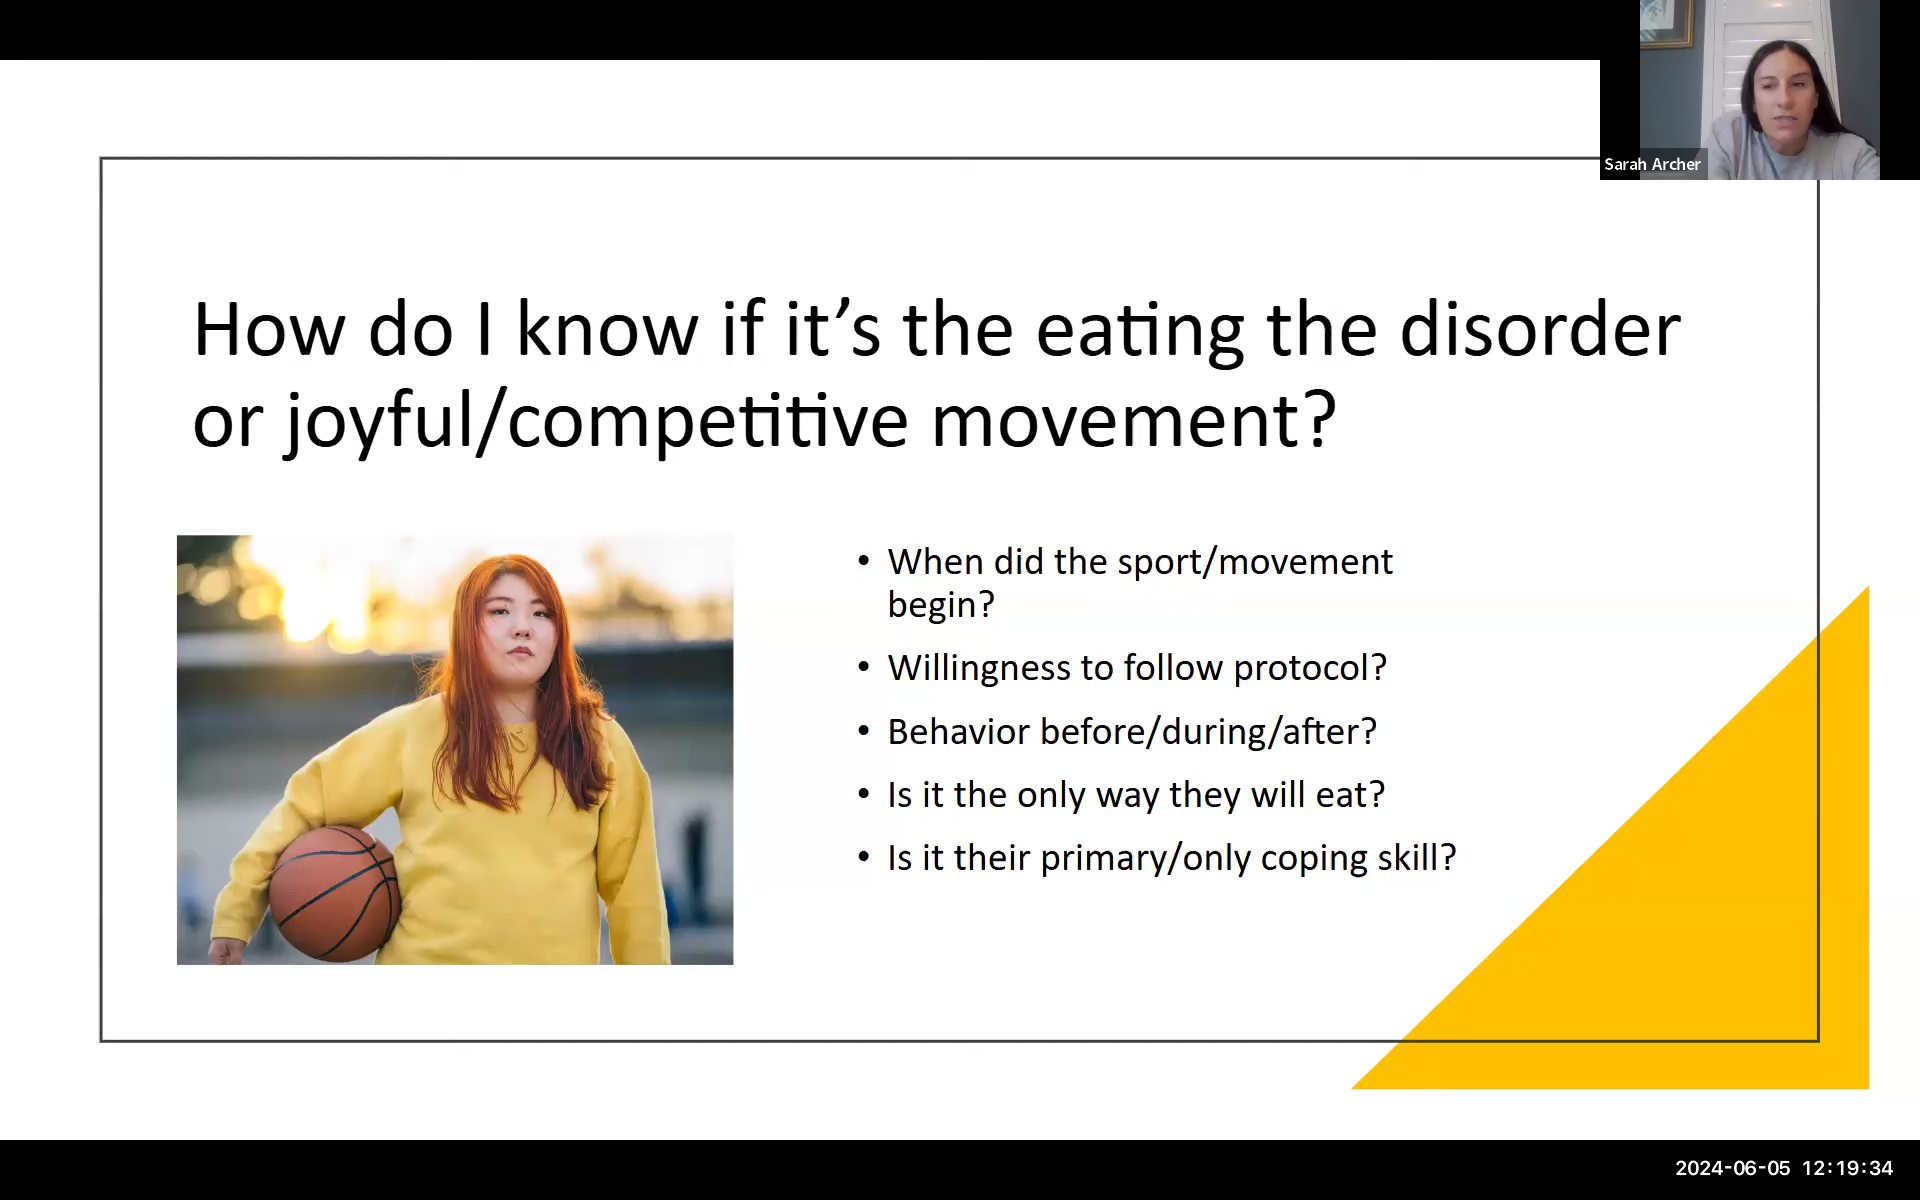 Sarah Archer
How do I know if it’s the eating the disorder
or joyful/competitive movement?
• When did the sport/movement
begin?
• Willingness to follow protocol?
• Behavior before/during/after?
• Is it the only way they will eat?
• Is it their primary/only coping skill?
2024-06-05 12:19:34